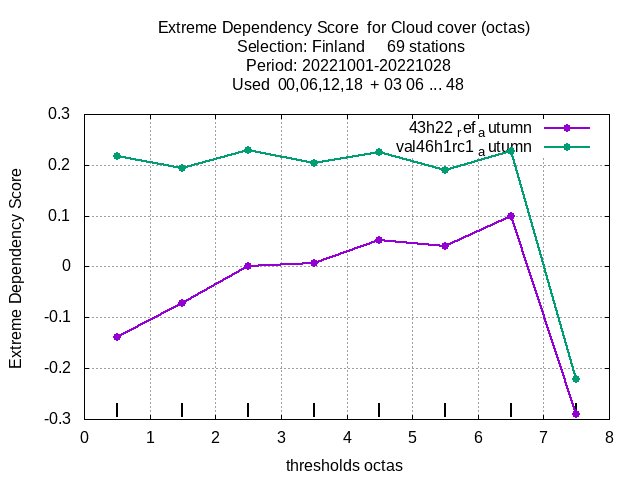 Extreme Dependency Score  for Cloud cover (octas)
Selection: Finland     69 stations
Period: 20221001-20221028
Used  00,06,12,18  + 03 06 ... 48
43h22 ref a utumn
val46h1rc1 a utumn
0.3
0.2
0.1
0
-0.1
-0.2
-0.3
Extreme Dependency Score
0 1 2 3 4 5 6 7 8
thresholds octas